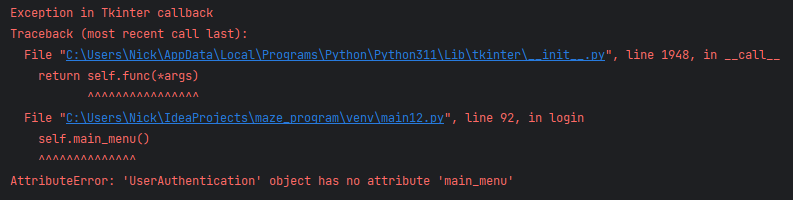 Exception in Tkinter callback
Traceback (most recent call last):
  File "C:\Users\Nick\AppData\Local\Programs\Python\Python311\Lib\tkinter\__init__.py", line 1948, in __call__
    return self.func(*args)
           ^^^^^^^^^^^^^^^^
  File "C:\Users\Nick\IdeaProjects\maze_program\venv\main12.py", line 92, in login
    self.main_menu()
    ^^^^^^^^^^^^^^
AttributeError: 'UserAuthentication' object has no attribute 'main_menu'